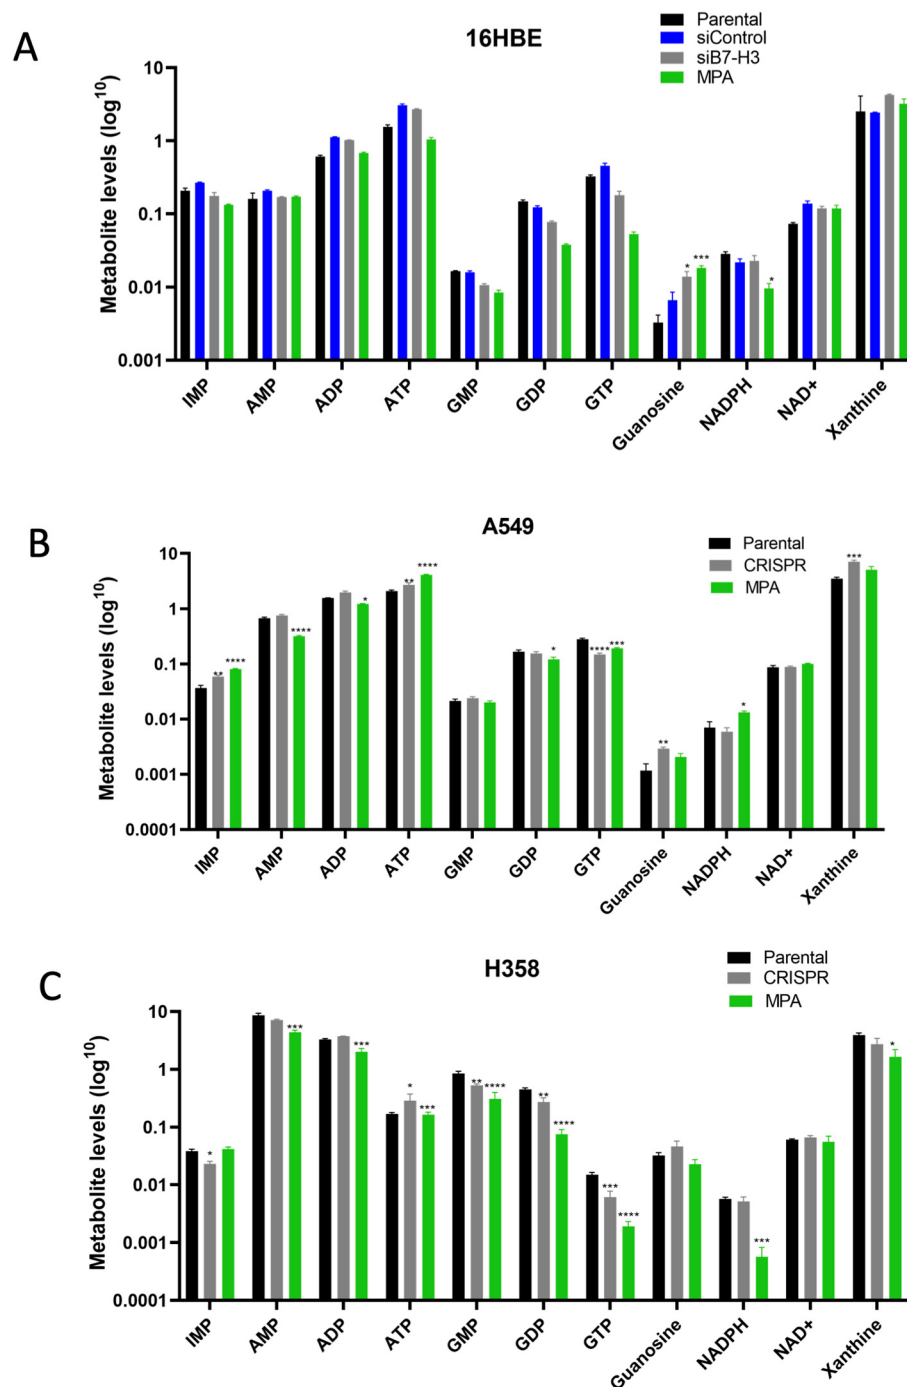 A
16HBE
Parental
siControl
siB7-H3
MPA
Metabolite levels (log¹⁰)
10
1
0.1
0.01
0.001
* *** *
IMP AMP ADP ATP GMP GDP GTP Guanosine NADPH NAD+ Xanthine
B
A549
Parental
CRISPR
MPA
Metabolite levels (log¹⁰)
10
1
0.1
0.01
0.001
0.0001
** **** **** * ** **** * **** *** ** * ***
IMP AMP ADP ATP GMP GDP GTP Guanosine NADPH NAD+ Xanthine
C
H358
Parental
CRISPR
MPA
Metabolite levels (log¹⁰)
10
1
0.1
0.01
0.001
0.0001
* *** *** * *** ** **** ** **** *** **** *** *
IMP AMP ADP ATP GMP GDP GTP Guanosine NADPH NAD+ Xanthine